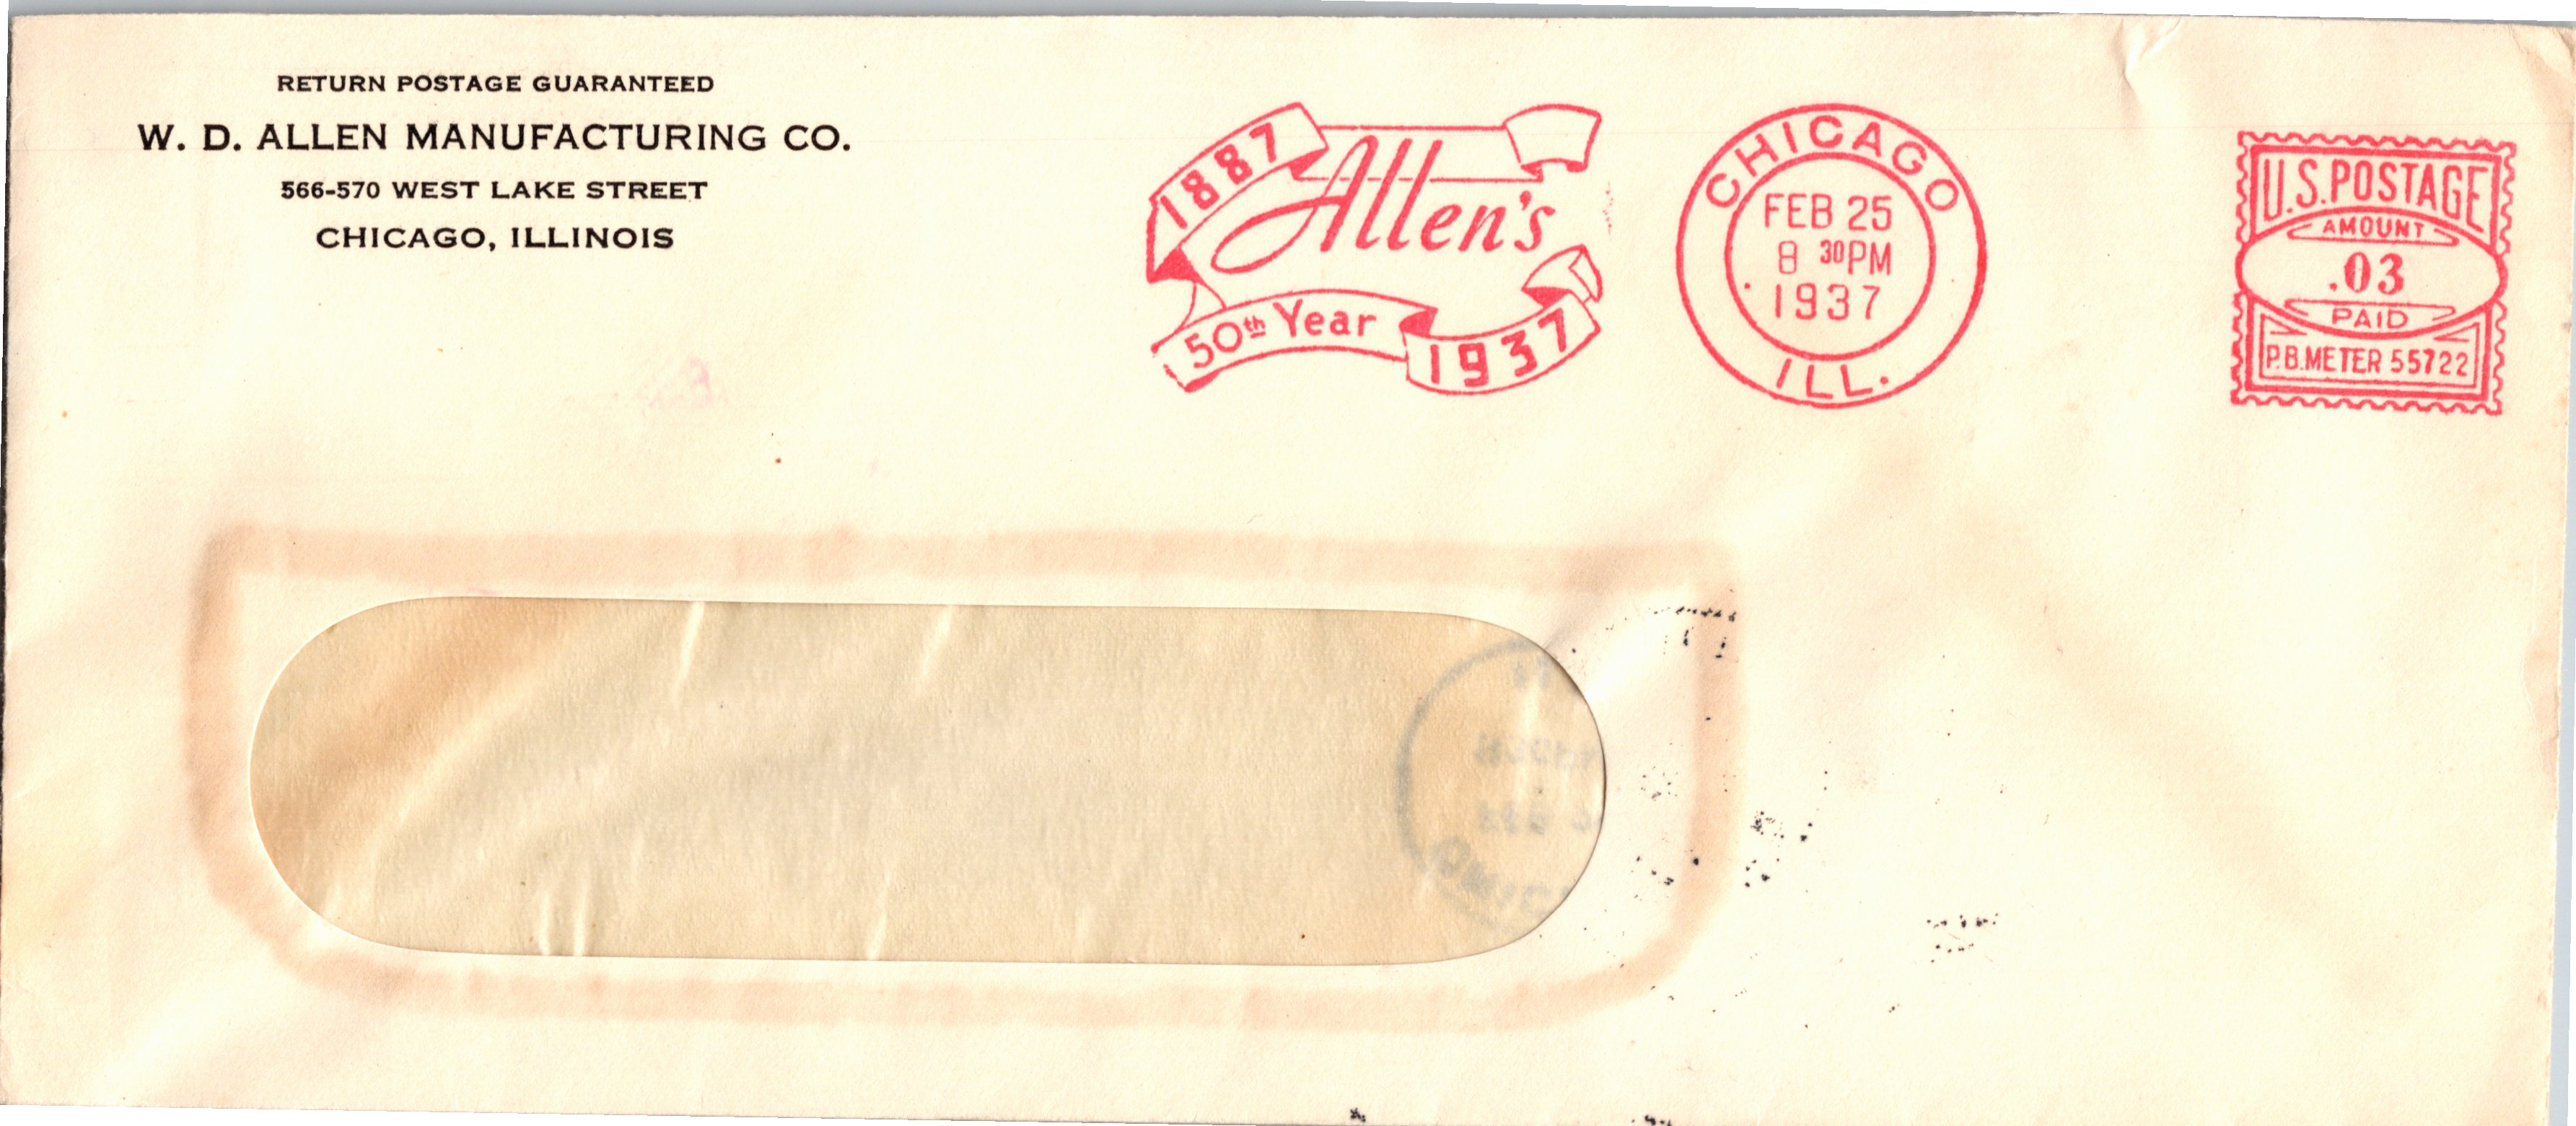 RETURN POSTAGE GUARANTEED
W. D. ALLEN MANUFACTURING CO.
566-570 WEST LAKE STREET
CHICAGO, ILLINOIS
1887
Allen's
50th Year
1937
CHICAGO
FEB 25
8 30PM
1937
ILL.
U.S. POSTAGE
AMOUNT
.03
PAID
P.B. METER 55722